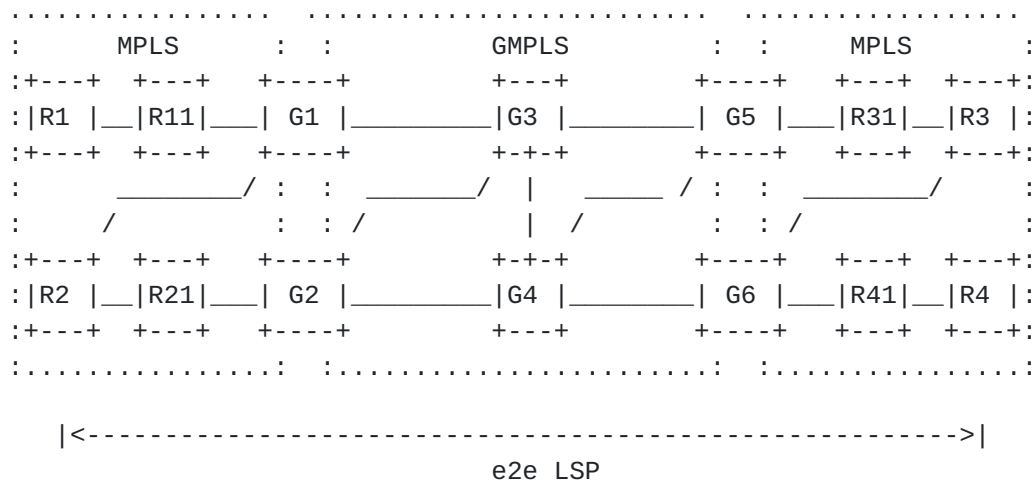 MPLS GMPLS MPLS
R1 R11 G1 G3 G5 R31 R3
R2 R21 G2 G4 G6 R41 R4
e2e LSP